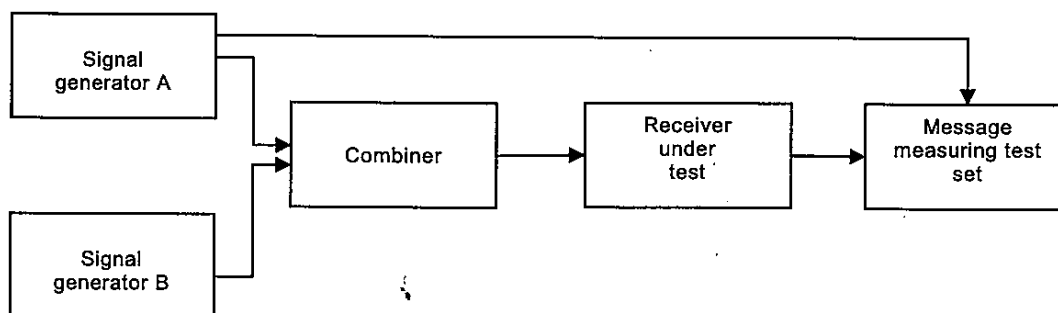 Signal
generator A
Combiner
Receiver
under
test
Message
measuring test
set
Signal
generator B